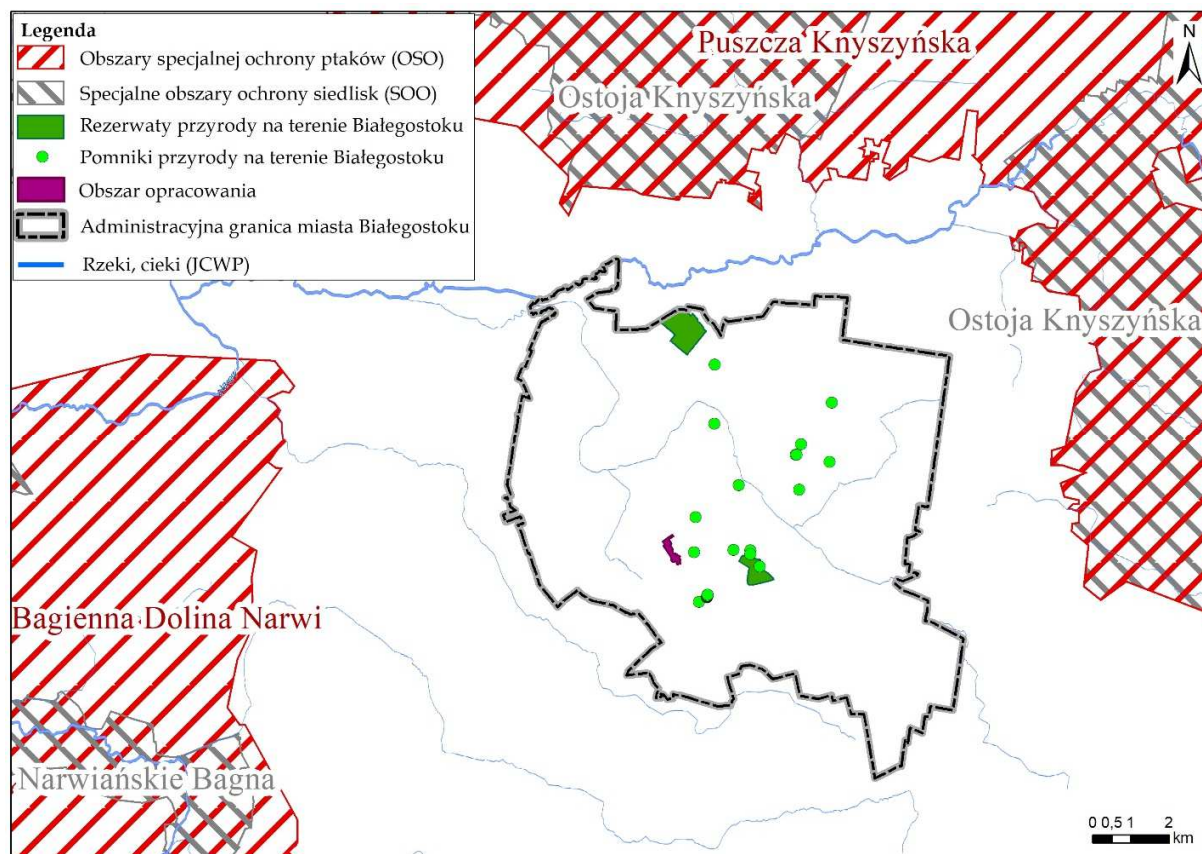 Legenda
Obszary specjalnej ochrony ptaków (OSO)
Specjalne obszary ochrony siedlisk (SOO)
Rezerwaty przyrody na terenie Białegostoku
Pomniki przyrody na terenie Białegostoku
Obszar opracowania
Administracyjna granica miasta Białegostoku
Rzeki, cieki (JCWP)
Puszcza Knyszyńska
N
Ostoja Knyszyńska
Ostoja Knyszyńska
Bagienna Dolina Narwi
Narwiańskie Bagna
0 0,5 1 2
km